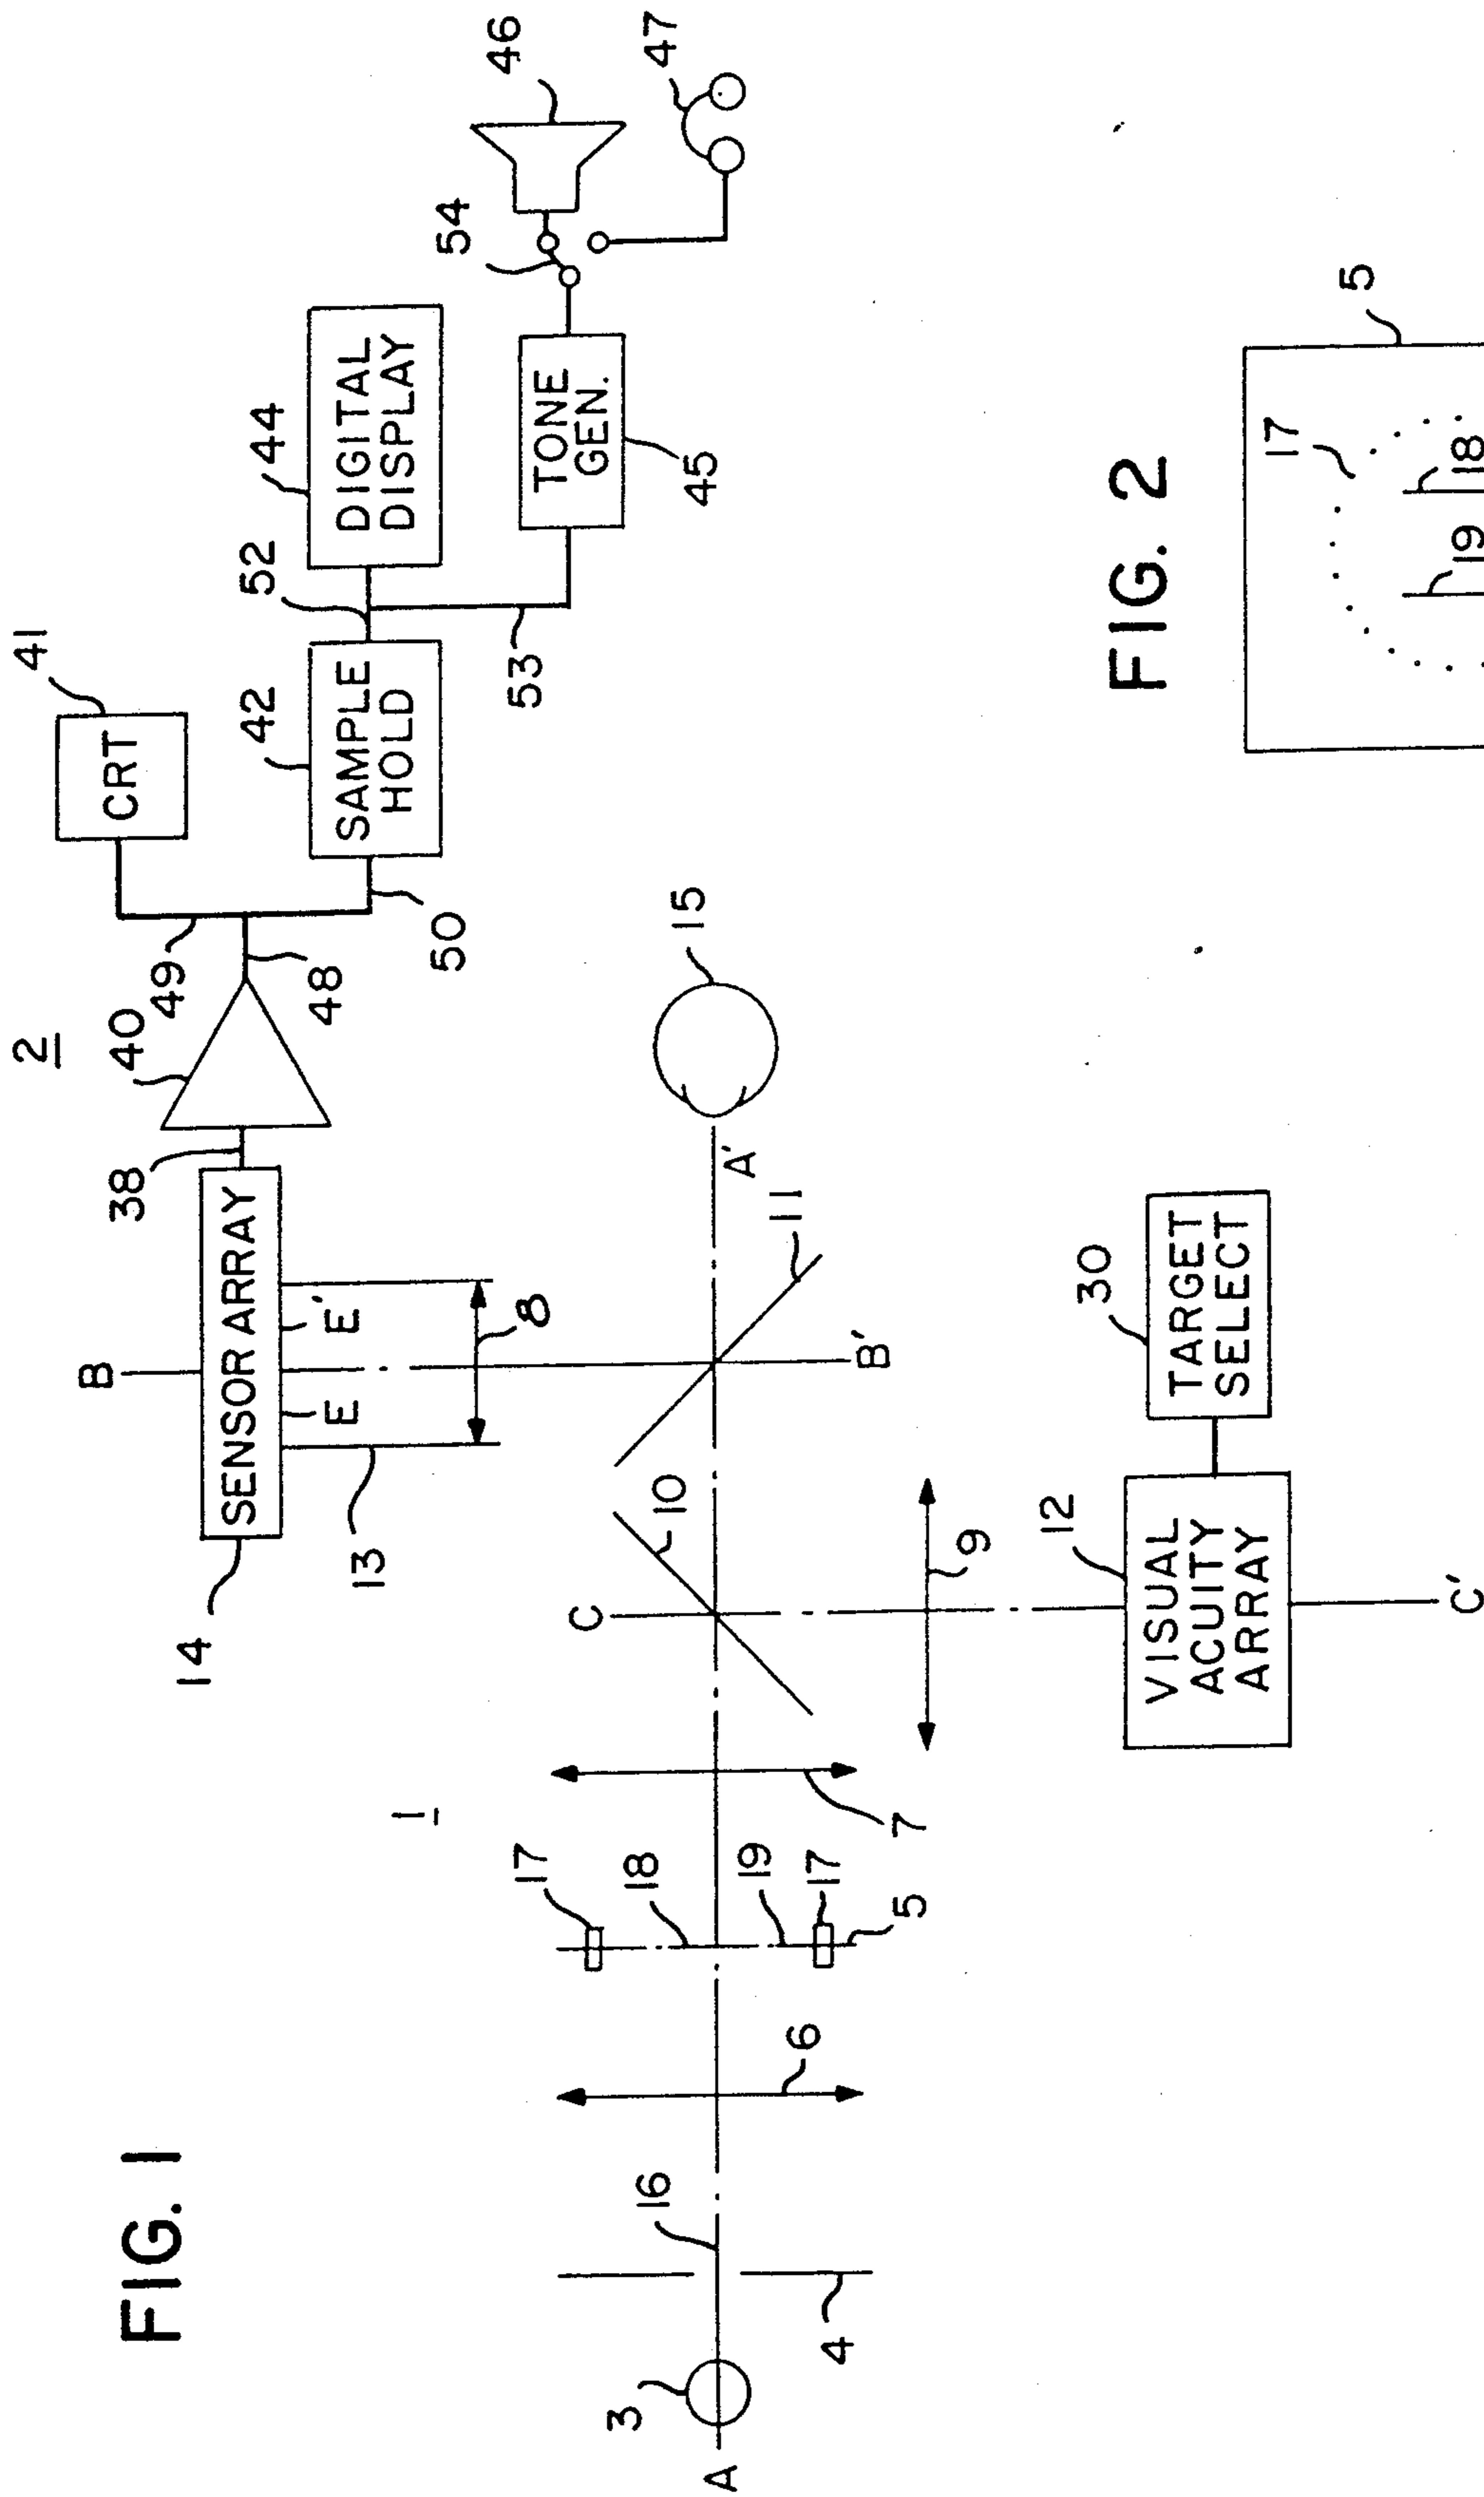 FIG. 1
2
41
CRT
49
40
48
38
14
SENSOR ARRAY
B
E
E'
13
8
50
42
SAMPLE
HOLD
52
44
DIGITAL
DISPLAY
53
TONE
GEN.
45
54
46
47
1
A
3
4
16
6
17
18
19
17
5
7
C
10
11
B'
A'
15
9
12
VISUAL
ACUITY
ARRAY
C'
30
TARGET
SELECT
FIG. 2
5
17
19
18